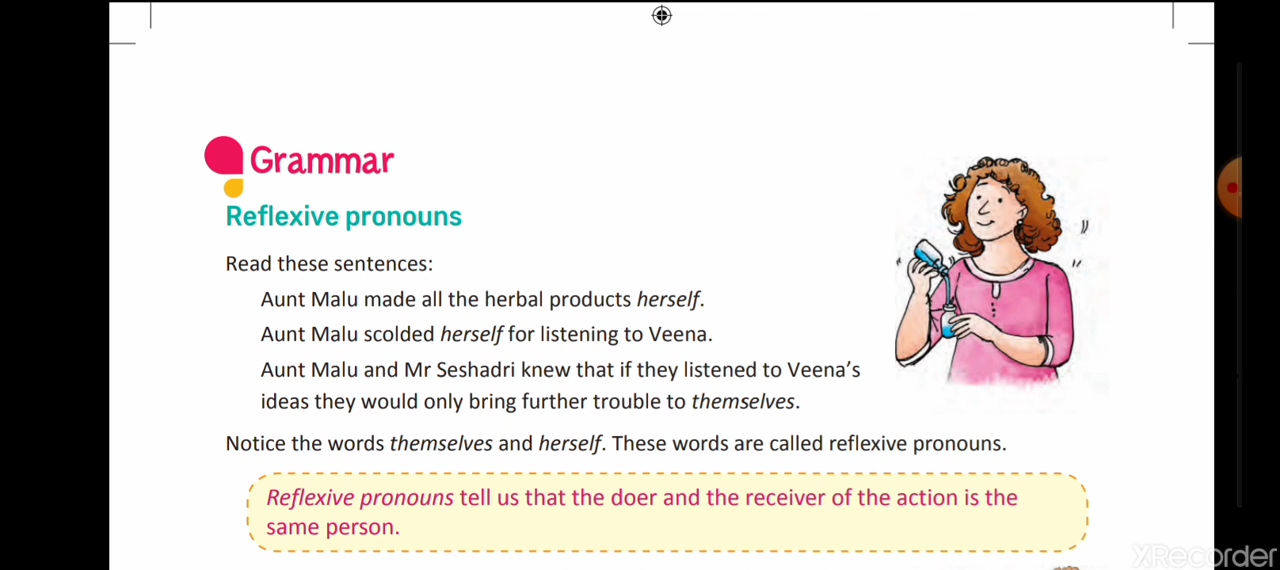 Grammar
Reflexive pronouns
Read these sentences:
Aunt Malu made all the herbal products herself.
Aunt Malu scolded herself for listening to Veena.
Aunt Malu and Mr Seshadri knew that if they listened to Veena's
ideas they would only bring further trouble to themselves.
Notice the words themselves and herself. These words are called reflexive pronouns.
Reflexive pronouns tell us that the doer and the receiver of the action is the
same person.
XRecorder